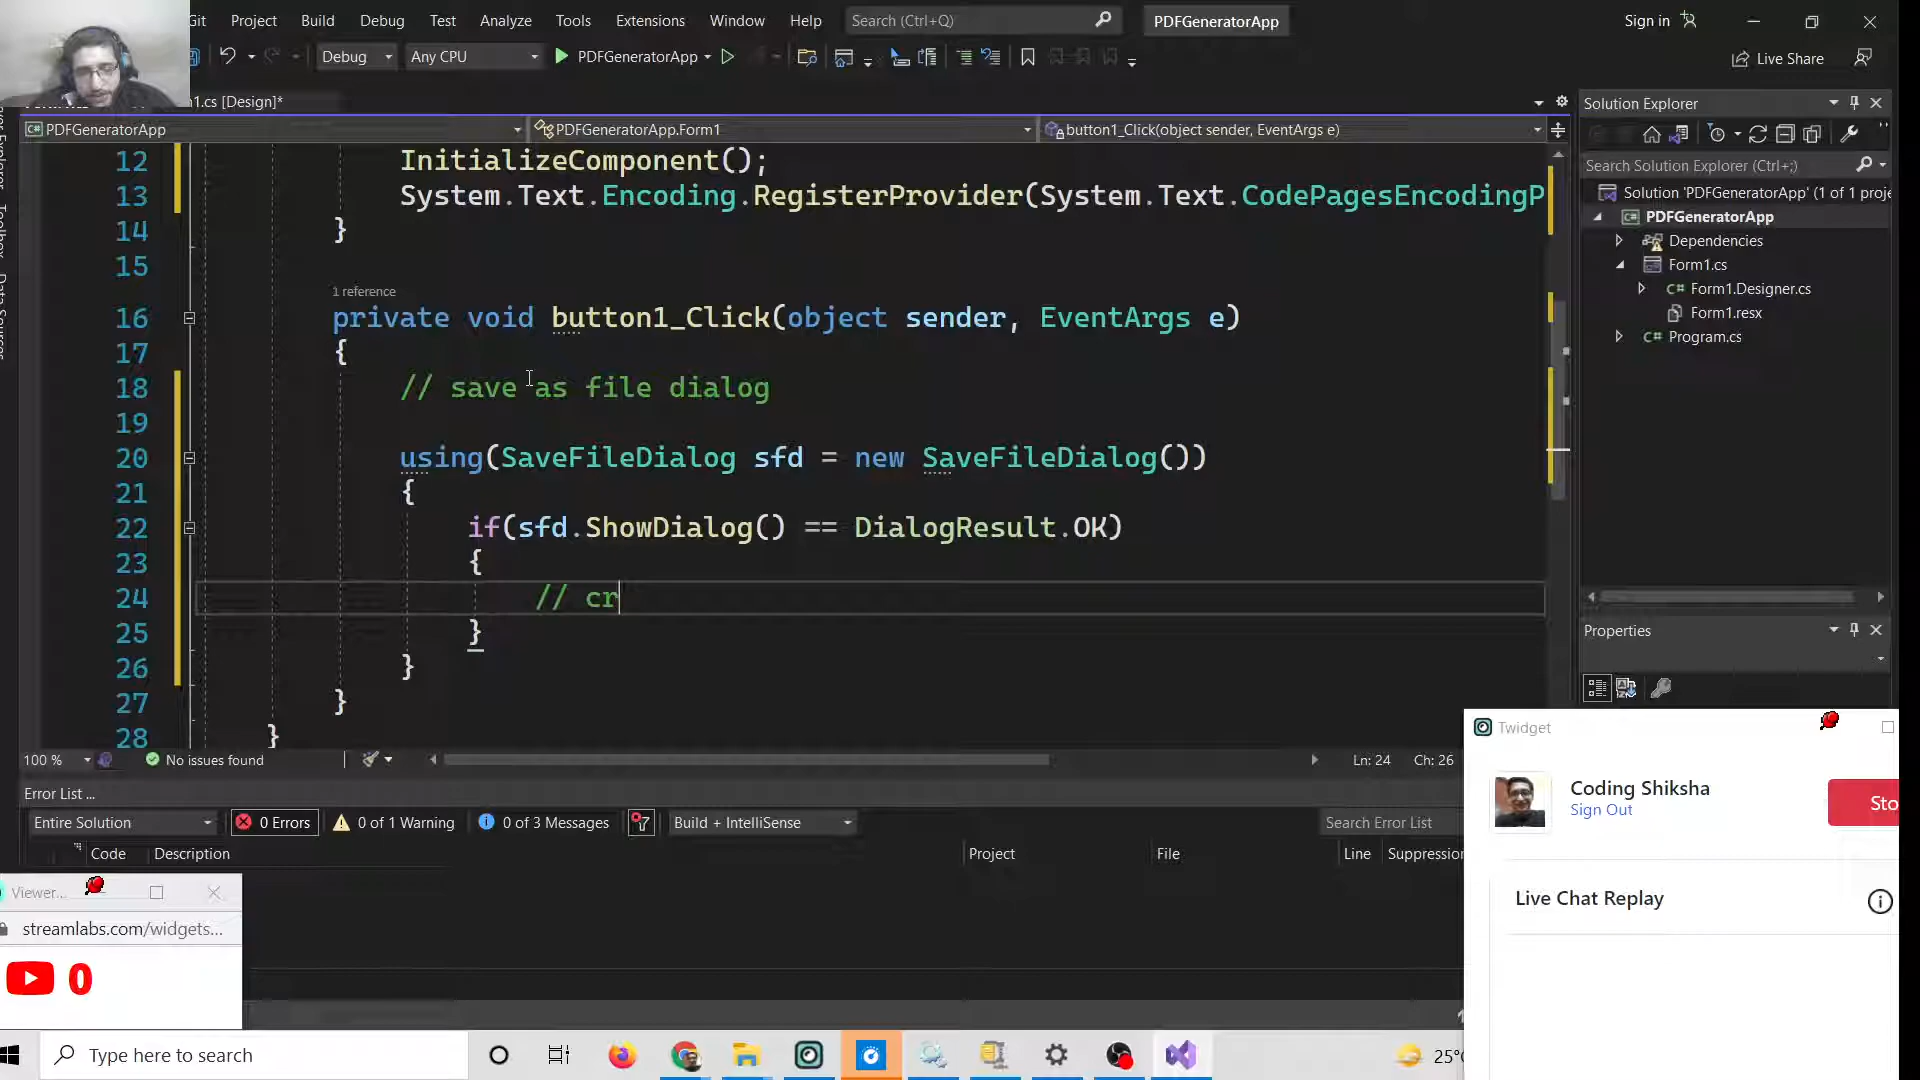 Git Project Build Debug Test Analyze Tools Extensions Window Help Search (Ctrl+Q) PDFGeneratorApp Sign in
Debug Any CPU PDFGeneratorApp Live Share
[Design]*
PDFGeneratorApp PDFGeneratorApp.Form1 button1_Click(object sender, EventArgs e)
12 InitializeComponent();
13 System.Text.Encoding.RegisterProvider(System.Text.CodePagesEncodingP
14 }
15
1 reference
16 private void button1_Click(object sender, EventArgs e)
17 {
18 // save as file dialog
19
20 using(SaveFileDialog sfd = new SaveFileDialog())
21 {
22 if(sfd.ShowDialog() == DialogResult.OK)
23 {
24 // cr
25 }
26 }
27 }
28 }
100 % No issues found Ln: 24 Ch: 26
Solution Explorer
Search Solution Explorer (Ctrl+;)
Solution 'PDFGeneratorApp' (1 of 1 proje
PDFGeneratorApp
Dependencies
Form1.cs
Form1.Designer.cs
Form1.resx
Program.cs
Properties
Error List ...
Entire Solution 0 Errors 0 of 1 Warning 0 of 3 Messages Build + IntelliSense Search Error List
Code Description Project File Line Suppression
Twidget
Coding Shiksha
Sign Out
Sto
Live Chat Replay
Viewer...
streamlabs.com/widgets...
0
Type here to search
25°